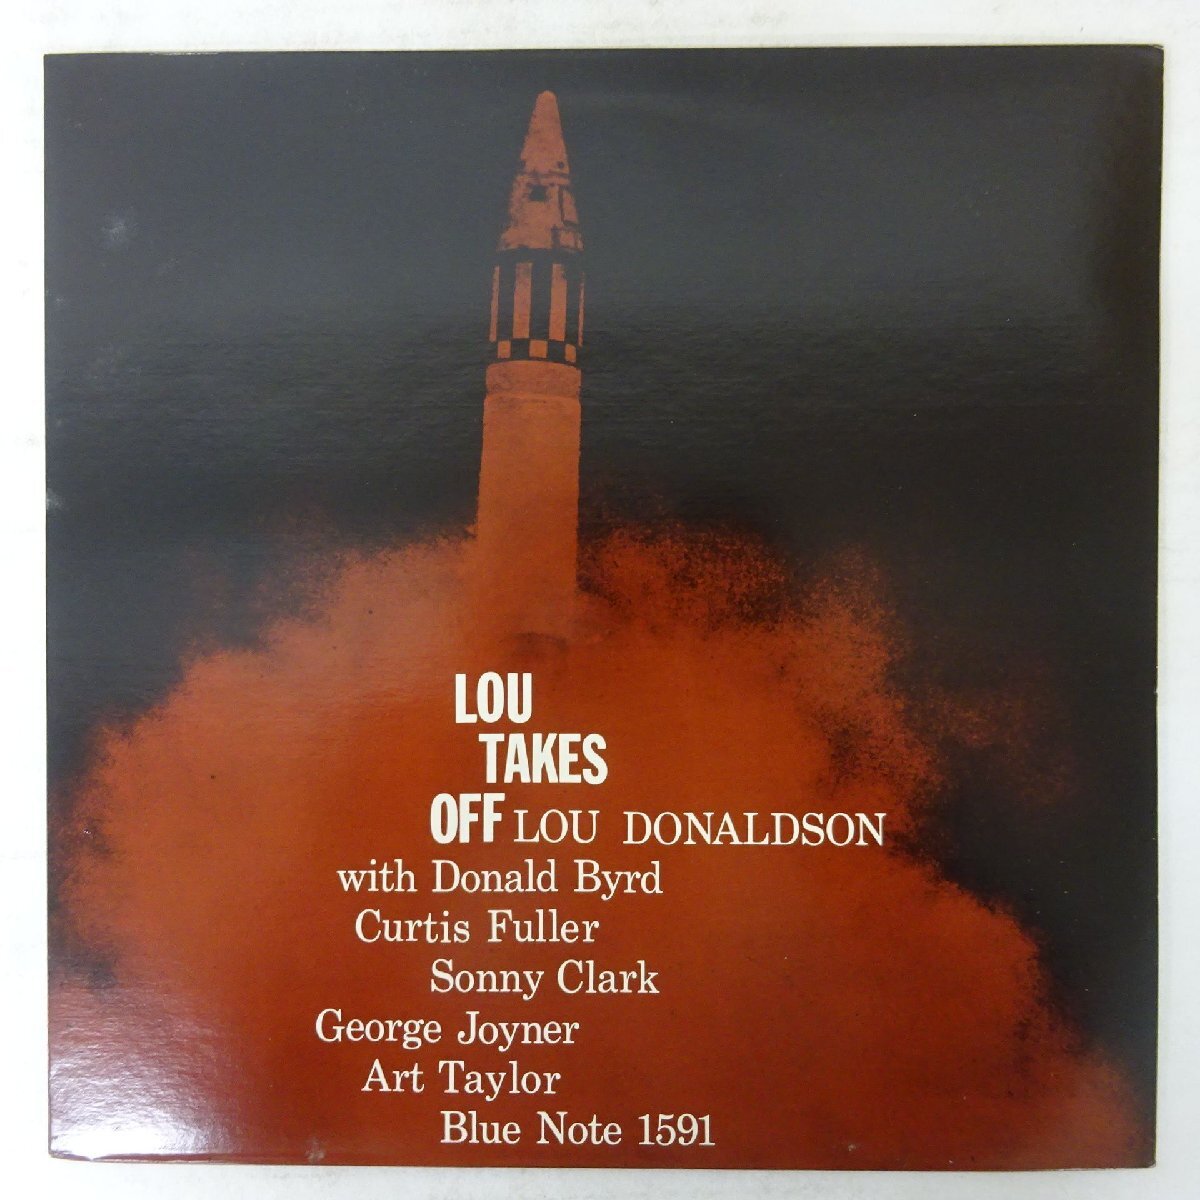 LOU
TAKES
OFF LOU DONALDSON
with Donald Byrd
Curtis Fuller
Sonny Clark
George Joyner
Art Taylor
Blue Note 1591